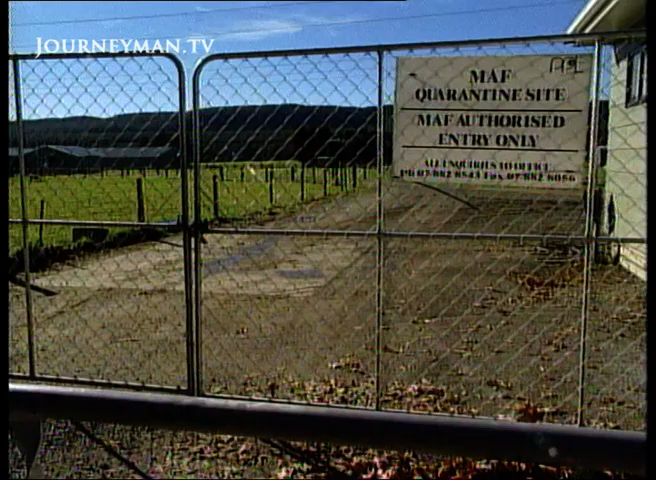 JOURNEYMAN.TV
MAF
QUARANTINE SITE
MAF AUTHORISED
ENTRY ONLY
ALL ENQUIRIES TO OFFICE